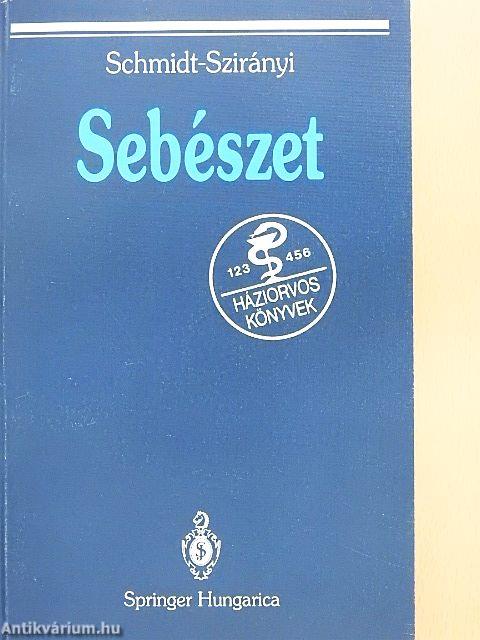 Schmidt-Szirányi
Sebészet
123 456
HÁZIORVOS
KÖNYVEK
S
Springer Hungarica
Antikvárium.hu